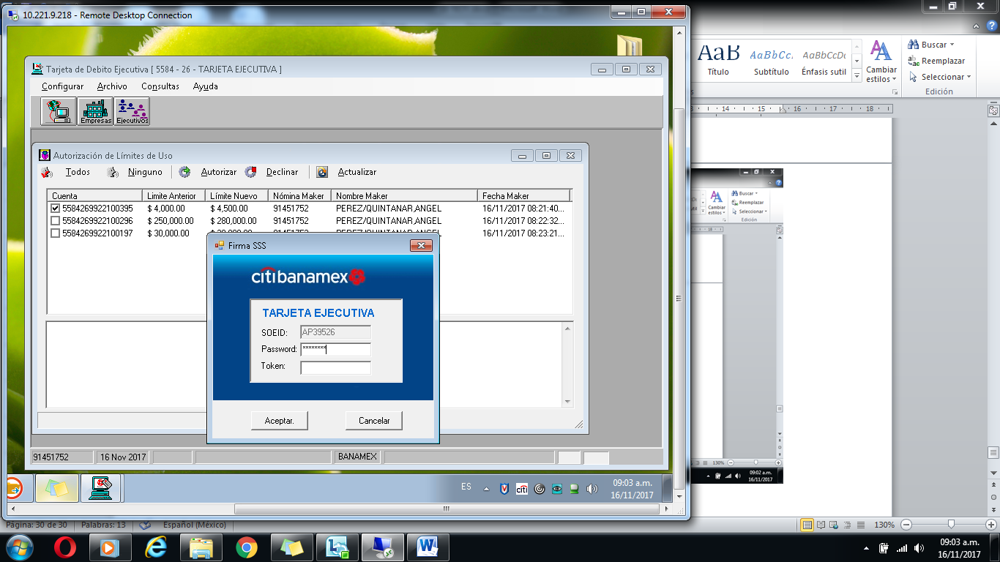 10.221.9.218 - Remote Desktop Connection
Tarjeta de Debito Ejecutiva [ 5584 - 26 - TARJETA EJECUTIVA ]
Configurar Archivo Consultas Ayuda
Empresas Ejecutivos
Autorización de Límites de Uso
Todos Ninguno Autorizar Declinar Actualizar
Cuenta Limite Anterior Límite Nuevo Nómina Maker Nombre Maker Fecha Maker
5584269922100395 $ 4,000.00 $ 4,500.00 91451752 PEREZ/QUINTANAR,ANGEL 16/11/2017 08:21:40...
5584269922100296 $ 250,000.00 $ 280,000.00 91451752 PEREZ/QUINTANAR,ANGEL 16/11/2017 08:22:32...
5584269922100197 $ 30,000.00 16/11/2017 08:23:21...
Firma SSS
citibanamex
TARJETA EJECUTIVA
SOEID: AP39526
Password: ********
Token:
Aceptar. Cancelar
91451752 16 Nov 2017 BANAMEX
ES citi 09:03 a.m.
16/11/2017
AaB AaBbCc. AaBbCcDc
Título Subtítulo Énfasis sutil
Cambiar estilos
Buscar
Reemplazar
Seleccionar
Edición
14 15 16 17 18
Cambiar
Buscar
Reemplazar
Seleccionar
Edición
130%
09:02 a.m.
16/11/2017
Página: 30 de 30 Palabras: 13 Español (México) 130%
09:03 a.m.
16/11/2017